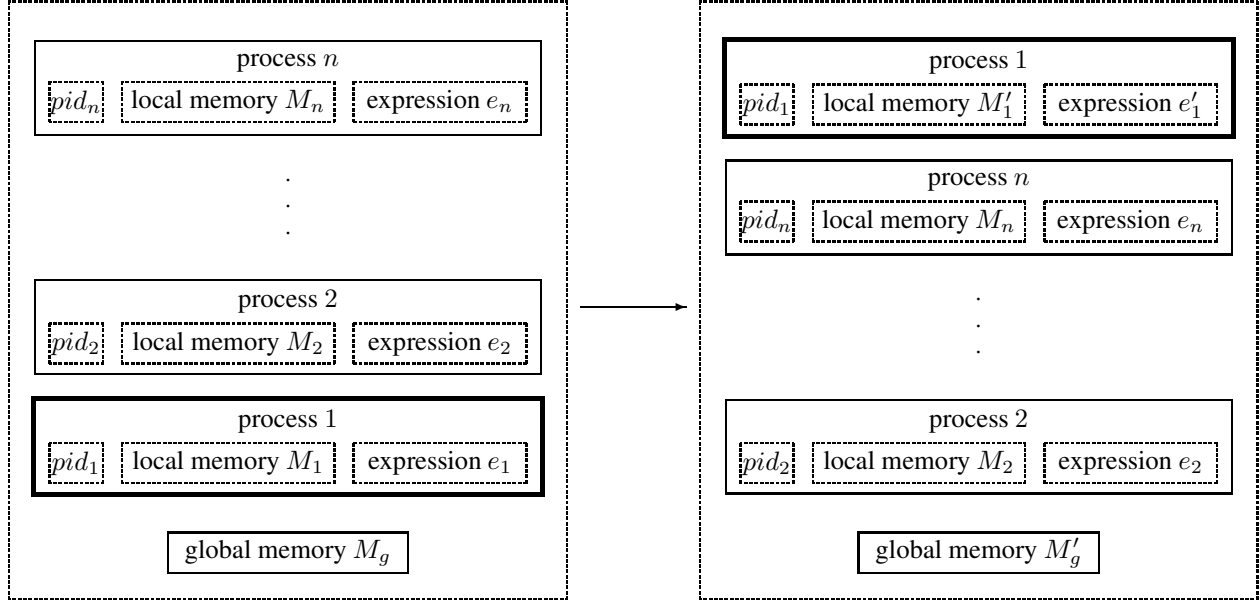 process n
pid_n local memory M_n expression e_n
.
.
.
process 2
pid_2 local memory M_2 expression e_2
process 1
pid_1 local memory M_1 expression e_1
global memory M_g
process 1
pid_1 local memory M'_1 expression e'_1
process n
pid_n local memory M_n expression e_n
.
.
.
process 2
pid_2 local memory M_2 expression e_2
global memory M'_g